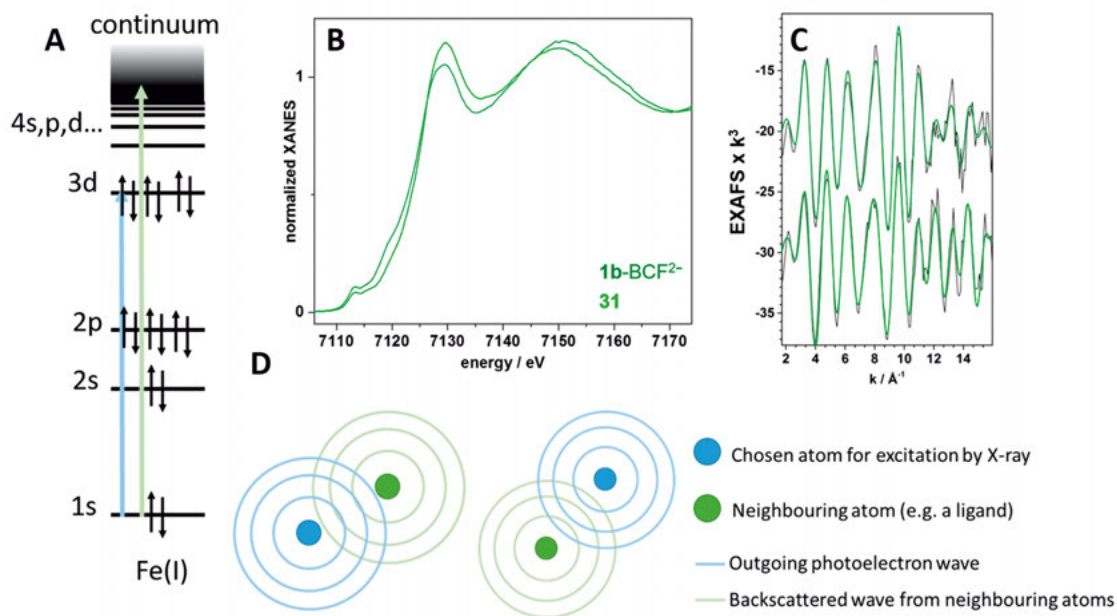 A
continuum
4s,p,d...
3d
2p
2s
1s
Fe(I)
B
normalized XANES
1
0
1b-BCF²⁻
31
7110 7120 7130 7140 7150 7160 7170
energy / eV
C
EXAFS x k³
-15
-20
-25
-30
-35
2 4 6 8 10 12 14
k / Å⁻¹
D
Chosen atom for excitation by X-ray
Neighbouring atom (e.g. a ligand)
Outgoing photoelectron wave
Backscattered wave from neighbouring atoms